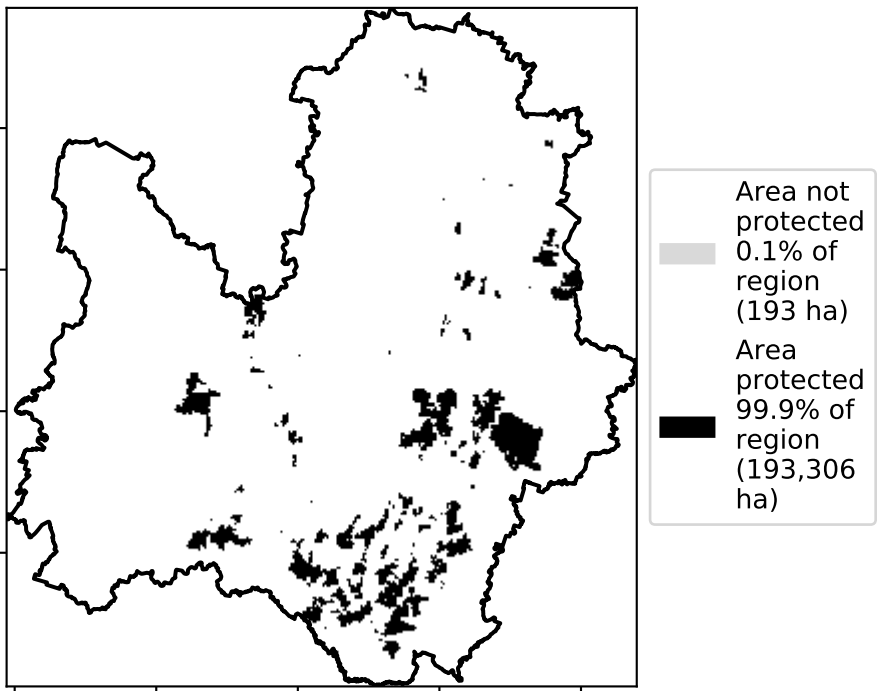 Area not
protected
0.1% of
region
(193 ha)
Area
protected
99.9% of
region
(193,306
ha)